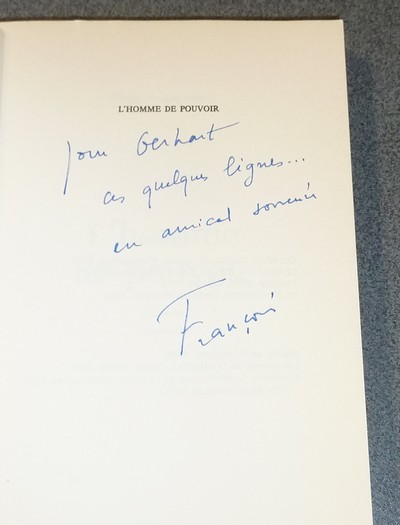 L'HOMME DE POUVOIR
pour Gerhart
ces quelques lignes...
en amical souvenir
François